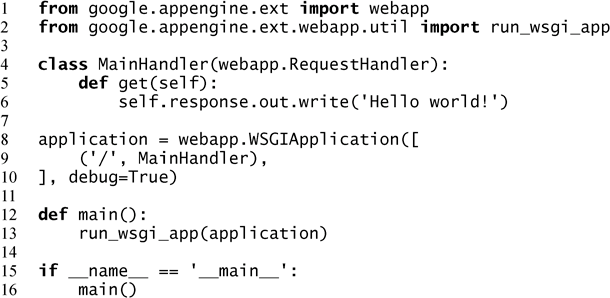 1 from google.appengine.ext import webapp
2 from google.appengine.ext.webapp.util import run_wsgi_app
3
4 class MainHandler(webapp.RequestHandler):
5     def get(self):
6         self.response.out.write('Hello world!')
7
8 application = webapp.WSGIApplication([
9     ('/', MainHandler),
10 ], debug=True)
11
12 def main():
13     run_wsgi_app(application)
14
15 if __name__ == '__main__':
16     main()